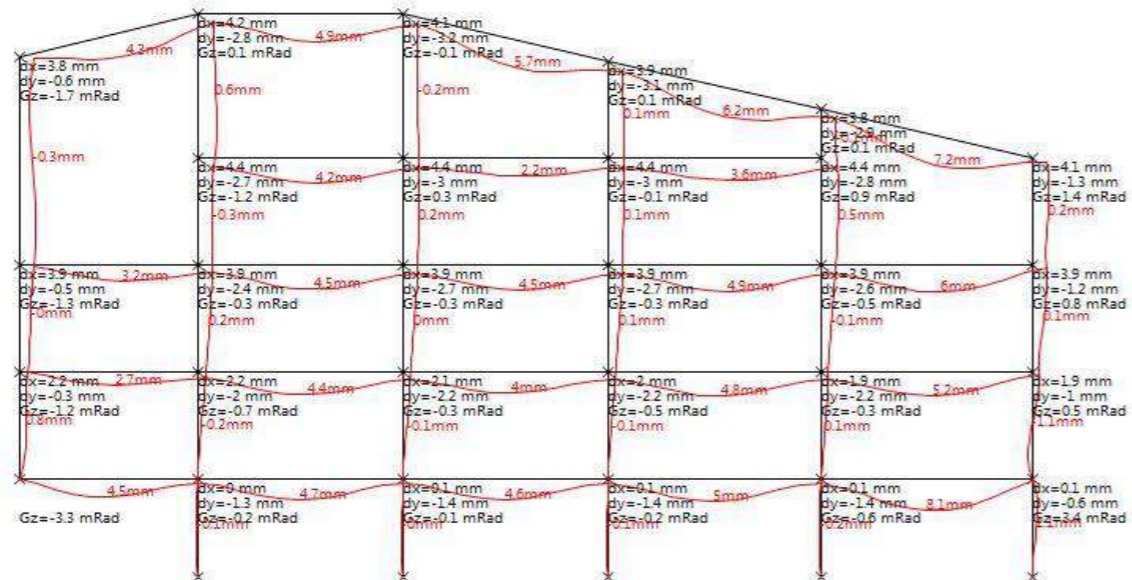 dx=3.8 mm
dy=-0.6 mm
Gz=-1.7 mRad
4.3mm
dx=4.2 mm
dy=-2.8 mm
Gz=0.1 mRad
4.9mm
dx=4.1 mm
dy=-3.2 mm
Gz=-0.1 mRad
5.7mm
dx=3.9 mm
dy=-3.1 mm
Gz=0.1 mRad
6.2mm
dx=3.8 mm
dy=-2.9 mm
Gz=0.1 mRad
7.2mm
dx=4.1 mm
dy=-1.3 mm
Gz=1.4 mRad
-0.3mm
0.6mm
-0.2mm
0.1mm
dx=4.4 mm
dy=-2.7 mm
Gz=-1.2 mRad
4.2mm
dx=4.4 mm
dy=-3 mm
Gz=0.3 mRad
2.2mm
dx=4.4 mm
dy=-3 mm
Gz=-0.1 mRad
3.6mm
dx=4.4 mm
dy=-2.8 mm
Gz=0.9 mRad
-0.3mm
0.2mm
0.1mm
0.5mm
0.2mm
dx=3.9 mm
dy=-0.5 mm
Gz=-1.3 mRad
3.2mm
dx=3.9 mm
dy=-2.4 mm
Gz=-0.3 mRad
4.5mm
dx=3.9 mm
dy=-2.7 mm
Gz=-0.3 mRad
4.5mm
dx=3.9 mm
dy=-2.7 mm
Gz=-0.3 mRad
4.9mm
dx=3.9 mm
dy=-2.6 mm
Gz=-0.5 mRad
6mm
dx=3.9 mm
dy=-1.2 mm
Gz=0.8 mRad
-0mm
0.2mm
0mm
0.1mm
-0.1mm
0.1mm
dx=2.2 mm
dy=-0.3 mm
Gz=-1.2 mRad
2.7mm
dx=2.2 mm
dy=-2 mm
Gz=-0.7 mRad
4.4mm
dx=2.1 mm
dy=-2.2 mm
Gz=-0.3 mRad
4mm
dx=2 mm
dy=-2.2 mm
Gz=-0.5 mRad
4.8mm
dx=1.9 mm
dy=-2.2 mm
Gz=-0.3 mRad
5.2mm
dx=1.9 mm
dy=-1 mm
Gz=0.5 mRad
0.8mm
-0.2mm
-0.1mm
-0.1mm
0.1mm
-1.1mm
Gz=-3.3 mRad
4.5mm
dx=0 mm
dy=-1.3 mm
Gz=-0.2 mRad
4.7mm
dx=0.1 mm
dy=-1.4 mm
Gz=-0.1 mRad
4.6mm
dx=0.1 mm
dy=-1.4 mm
Gz=-0.2 mRad
5mm
dx=0.1 mm
dy=-1.4 mm
Gz=-0.6 mRad
8.1mm
dx=0.1 mm
dy=-0.6 mm
Gz=3.4 mRad